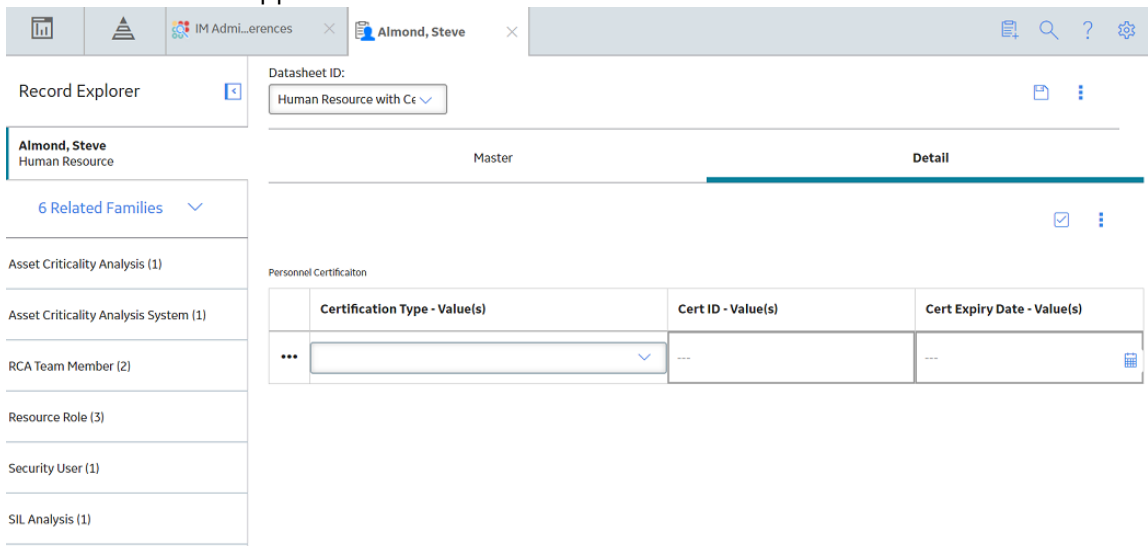 IM Admi...erences
Almond, Steve
?
Record Explorer
Datasheet ID:
Human Resource with Ce
Almond, Steve
Human Resource
Master
Detail
6 Related Families
Asset Criticality Analysis (1)
Personnel Certificaiton
Certification Type - Value(s)
Cert ID - Value(s)
Cert Expiry Date - Value(s)
Asset Criticality Analysis System (1)
---
---
RCA Team Member (2)
Resource Role (3)
Security User (1)
SIL Analysis (1)